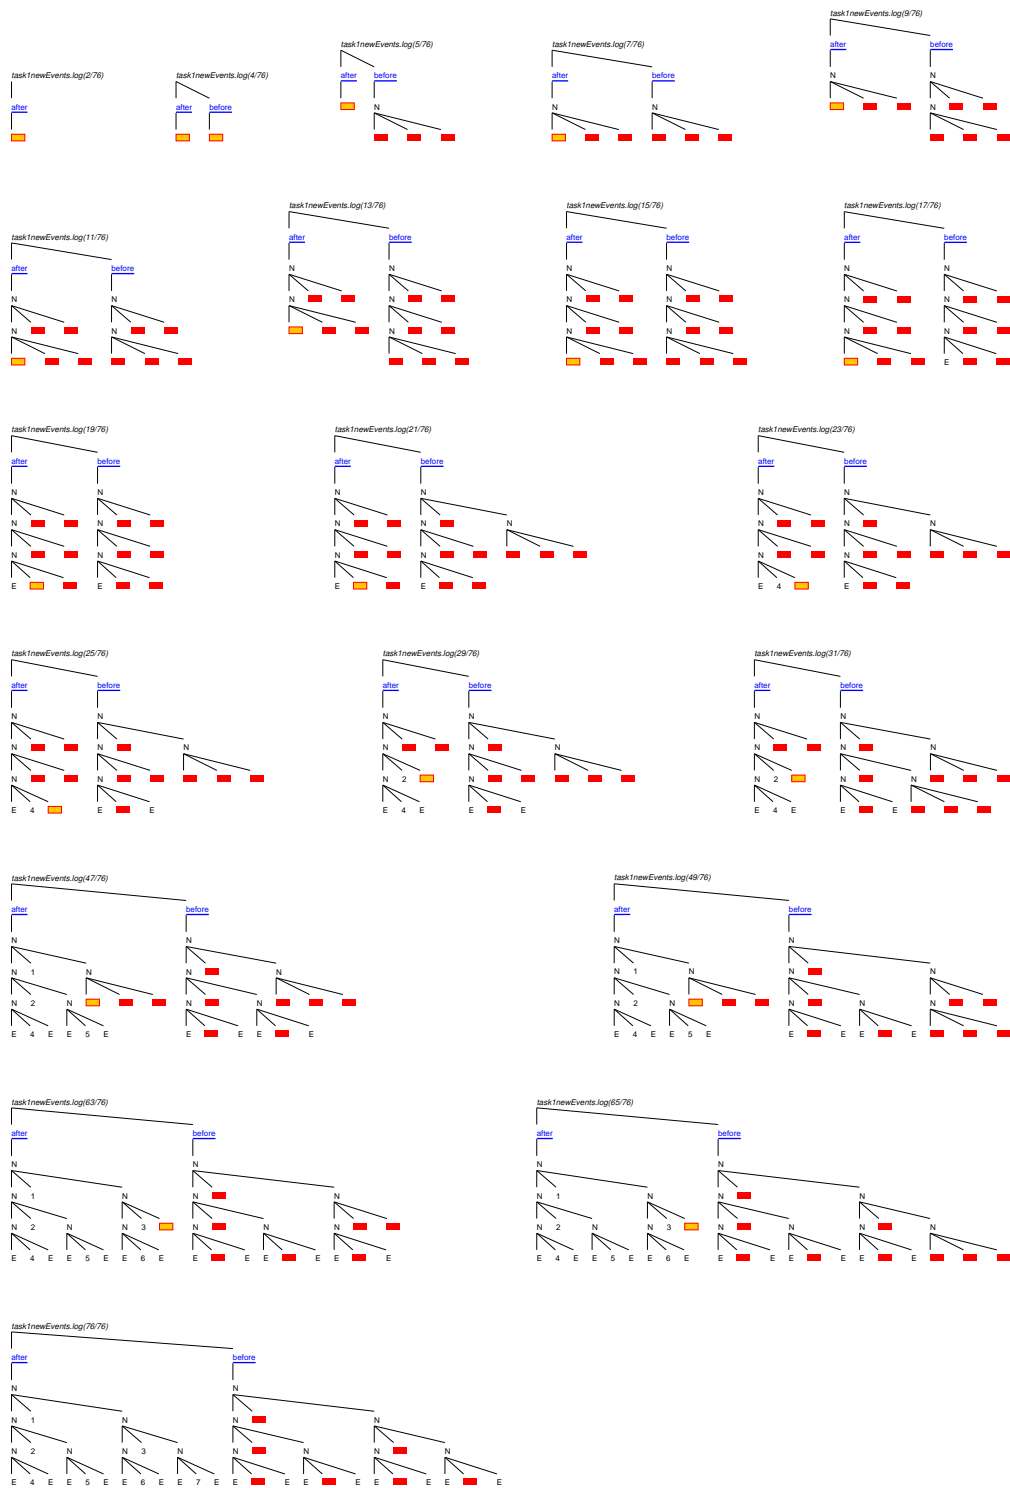 task1newEvents.log(2/76)
after
task1newEvents.log(4/76)
after before
task1newEvents.log(5/76)
after before
N
task1newEvents.log(7/76)
after before
N N
task1newEvents.log(9/76)
after before
N N
N
task1newEvents.log(11/76)
after before
N N
N N
task1newEvents.log(13/76)
after before
N N
N N
N
task1newEvents.log(15/76)
after before
N N
N N
N N
task1newEvents.log(17/76)
after before
N N
N N
N N
E
task1newEvents.log(19/76)
after before
N N
N N
N N
E E
task1newEvents.log(21/76)
after before
N N
N N N
N N
E E
task1newEvents.log(23/76)
after before
N N
N N N
N N
E 4 E
task1newEvents.log(25/76)
after before
N N
N N N
N N
E 4 E E
task1newEvents.log(29/76)
after before
N N
N N N
N 2 N
E 4 E E E
task1newEvents.log(31/76)
after before
N N
N N N
N 2 N N
E 4 E E E
task1newEvents.log(47/76)
after before
N N
N 1 N N N
N 2 N N N
E 4 E E 5 E E E E E
task1newEvents.log(49/76)
after before
N N
N 1 N N N
N 2 N N N N
E 4 E E 5 E E E E E
task1newEvents.log(63/76)
after before
N N
N 1 N N N
N 2 N N 3 N N N
E 4 E E 5 E E 6 E E E E E E E
task1newEvents.log(65/76)
after before
N N
N 1 N N N
N 2 N N 3 N N N N
E 4 E E 5 E E 6 E E E E E E E
task1newEvents.log(76/76)
after before
N N
N 1 N N N
N 2 N N 3 N N N N N
E 4 E E 5 E E 6 E E 7 E E E E E E E E E